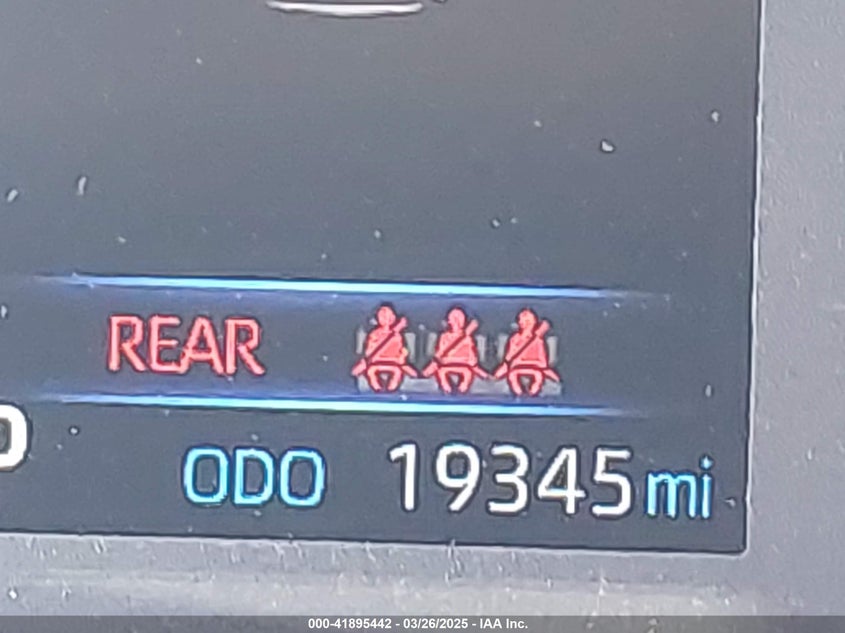 REAR
ODO 19345 mi
000-41895442 - 03/26/2025 - IAA Inc.